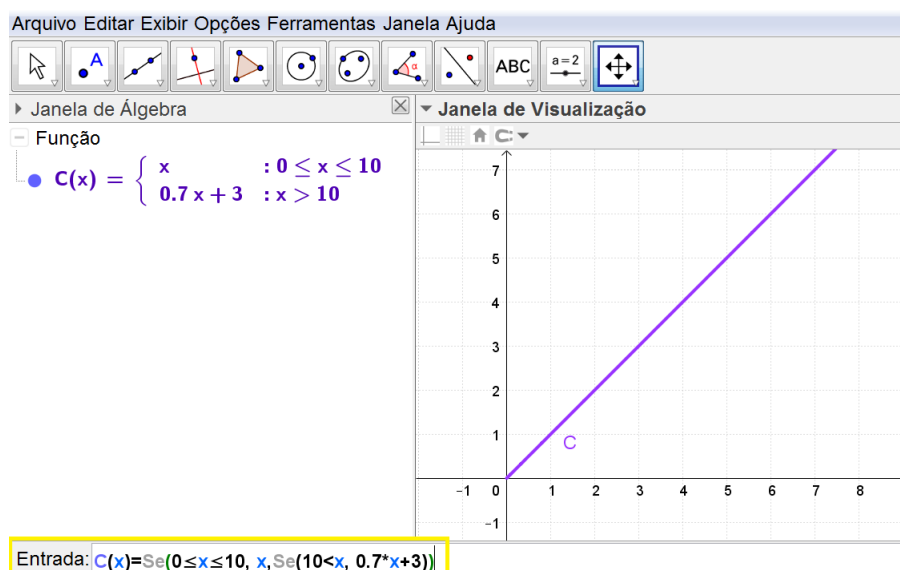 Arquivo Editar Exibir Opções Ferramentas Janela Ajuda
A α ABC a=2
Janela de Álgebra
Janela de Visualização
Função
C(x) = { x : 0 ≤ x ≤ 10
0.7 x + 3 : x > 10
7
6
5
4
3
2
1
C
−1 0 1 2 3 4 5 6 7 8
−1
Entrada: C(x)=Se(0≤x≤10, x,Se(10<x, 0.7*x+3))